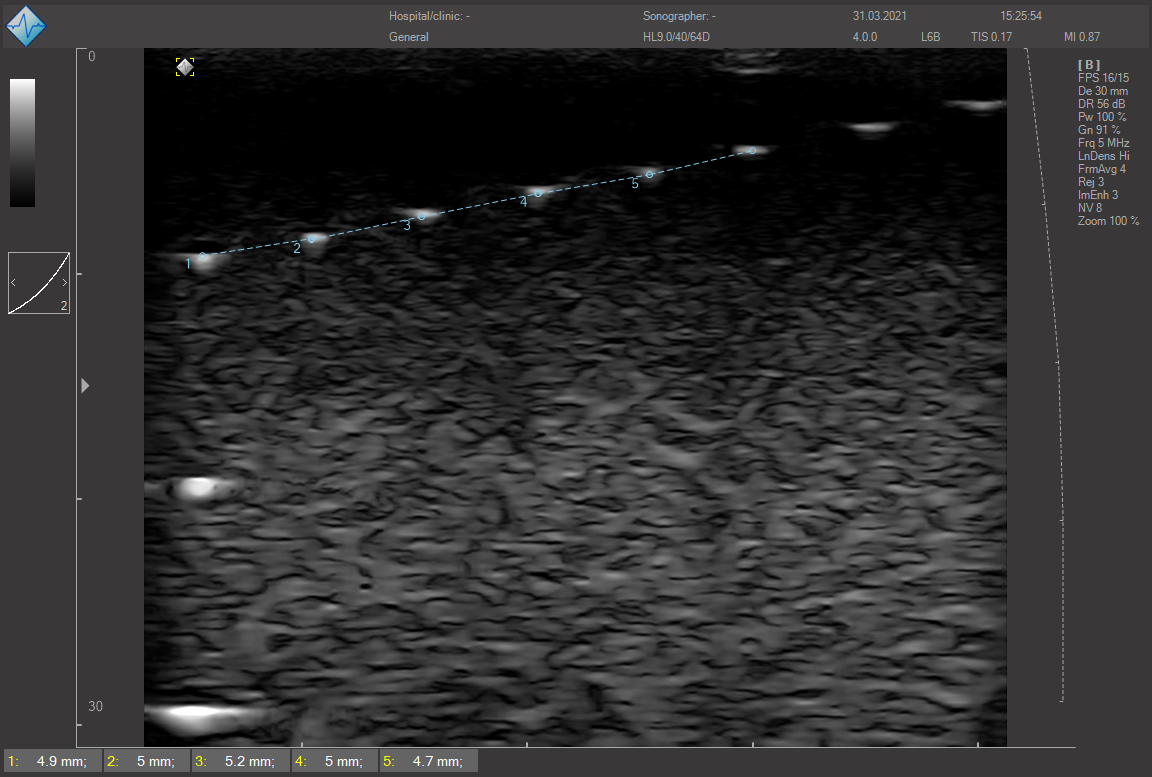 Hospital/clinic: - Sonographer: - 31.03.2021 15:25:54
General HL9.0/40/64D 4.0.0 L6B TIS 0.17 MI 0.87
0
[ B ]
FPS 16/15
De 30 mm
DR 56 dB
Pw 100 %
Gn 91 %
Frq 5 MHz
LnDens Hi
FrmAvg 4
Rej 3
ImEnh 3
NV 8
Zoom 100 %
5
4
3
2
1
2
30
1: 4.9 mm; 2: 5 mm; 3: 5.2 mm; 4: 5 mm; 5: 4.7 mm;